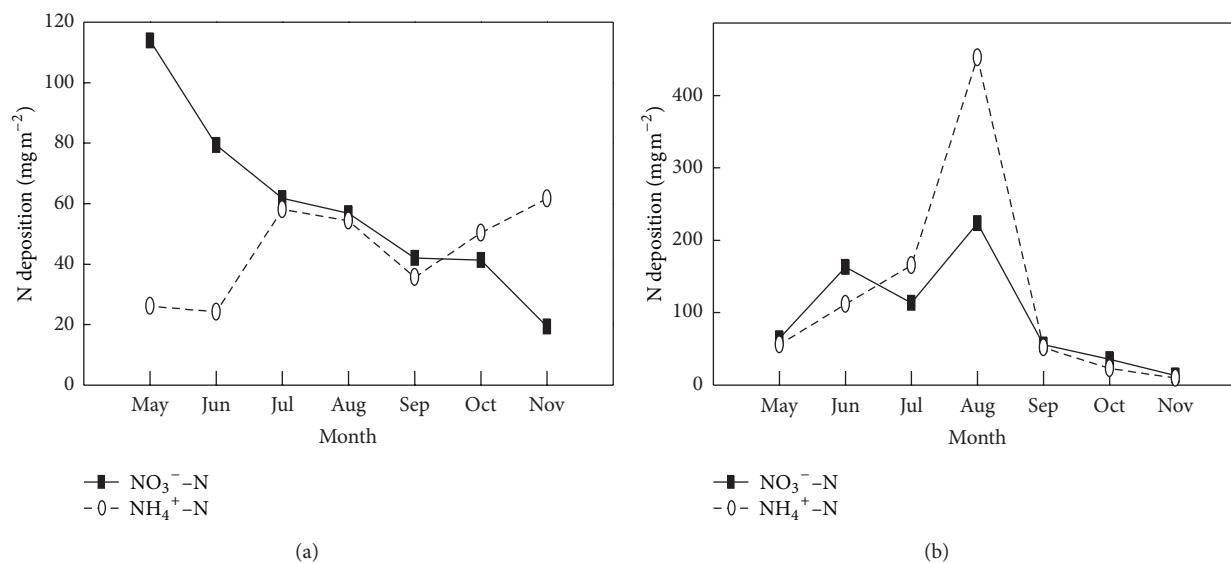 120
100
80
60
40
20
0
N deposition (mg m⁻²)
May Jun Jul Aug Sep Oct Nov
Month
NO₃⁻–N
NH₄⁺–N
(a)
400
300
200
100
0
N deposition (mg m⁻²)
May Jun Jul Aug Sep Oct Nov
Month
NO₃⁻–N
NH₄⁺–N
(b)